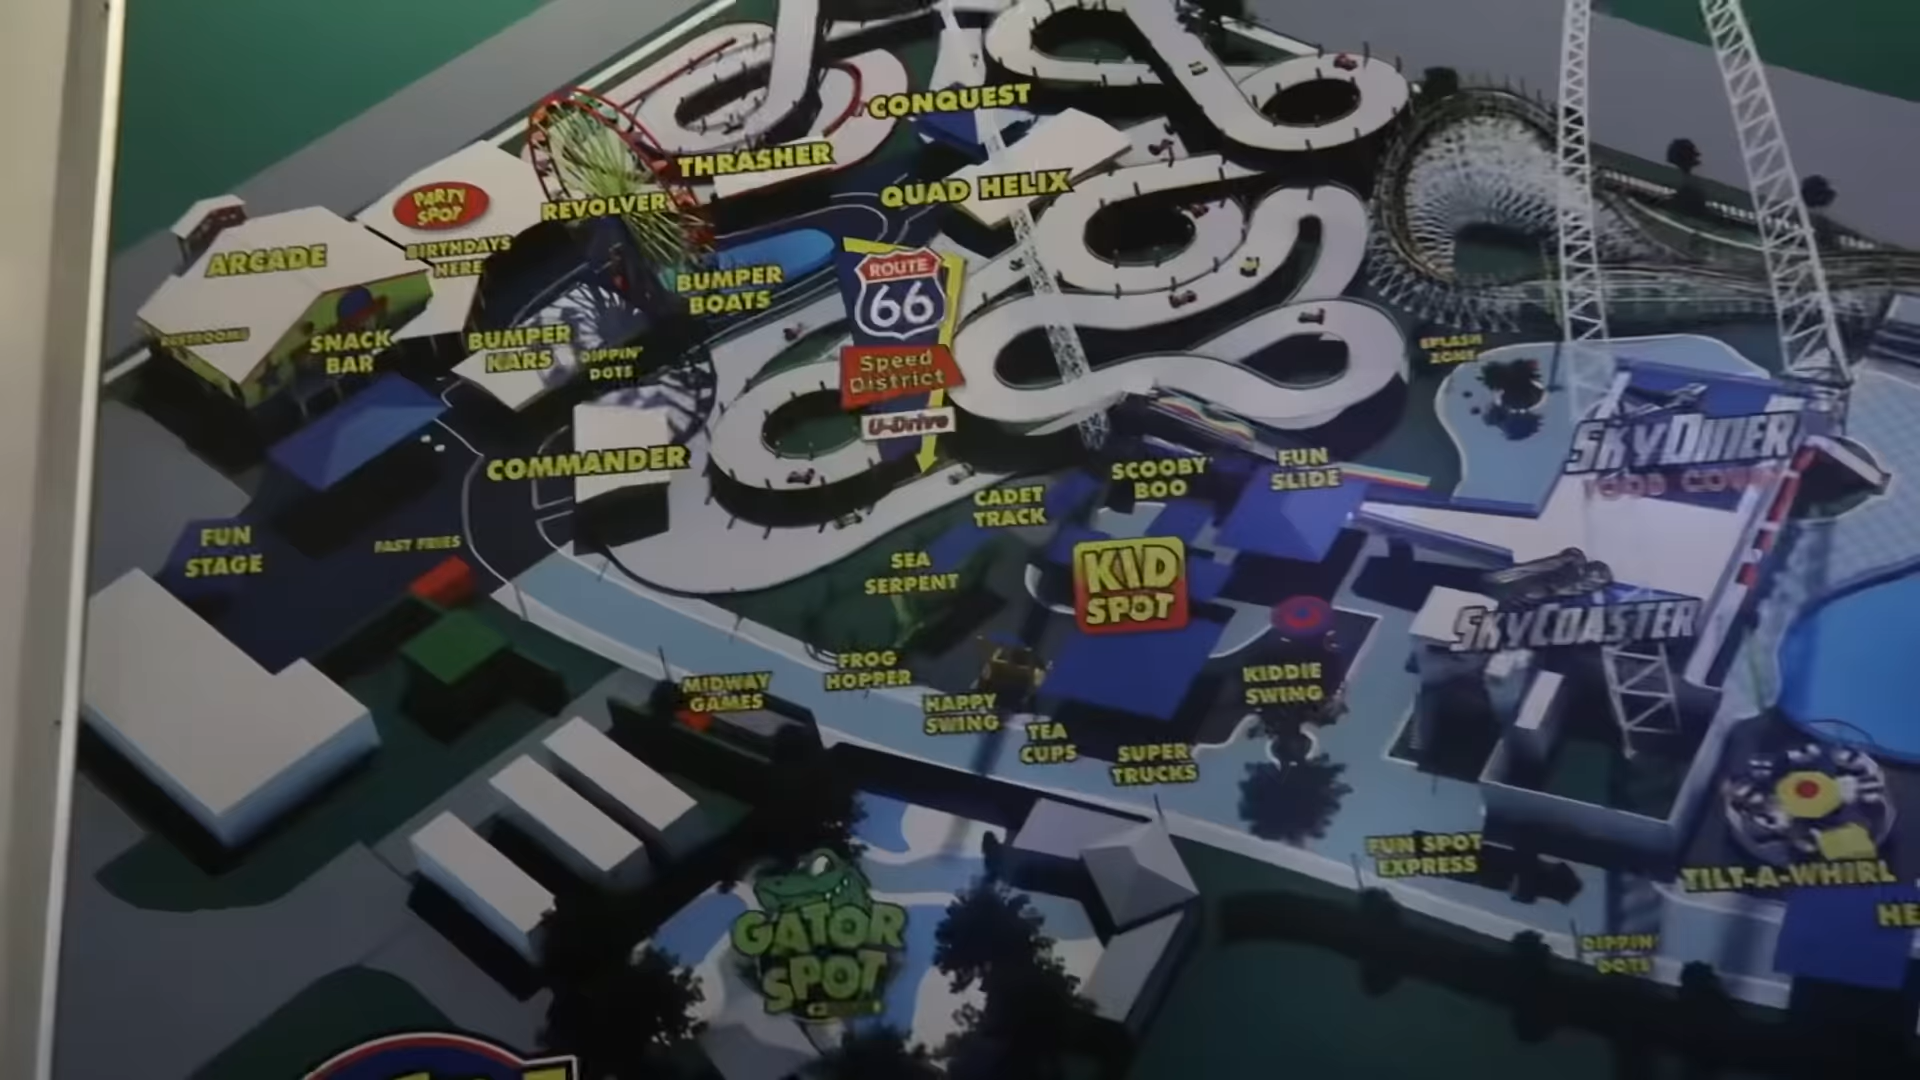 CONQUEST
THRASHER
QUAD HELIX
PARTY
SPOT
REVOLVER
BIRTHDAYS
HERE
ARCADE
BUMPER
BOATS
ROUTE
66
Speed
District
U-Drive
RESTROOMS
SNACK
BAR
BUMPER
KARS
DIPPIN'
DOTS
SPLASH
ZONE
SKYDINER
COMMANDER
SCOOBY
BOO
FUN
SLIDE
CADET
TRACK
FUN
STAGE
FAST FRIES
SEA
SERPENT
KID
SPOT
SKYCOASTER
FROG
HOPPER
MIDWAY
GAMES
HAPPY
SWING
KIDDIE
SWING
TEA
CUPS
SUPER
TRUCKS
FUN SPOT
EXPRESS
TILT-A-WHIRL
HE
GATOR
SPOT
DIPPIN'
DOTS